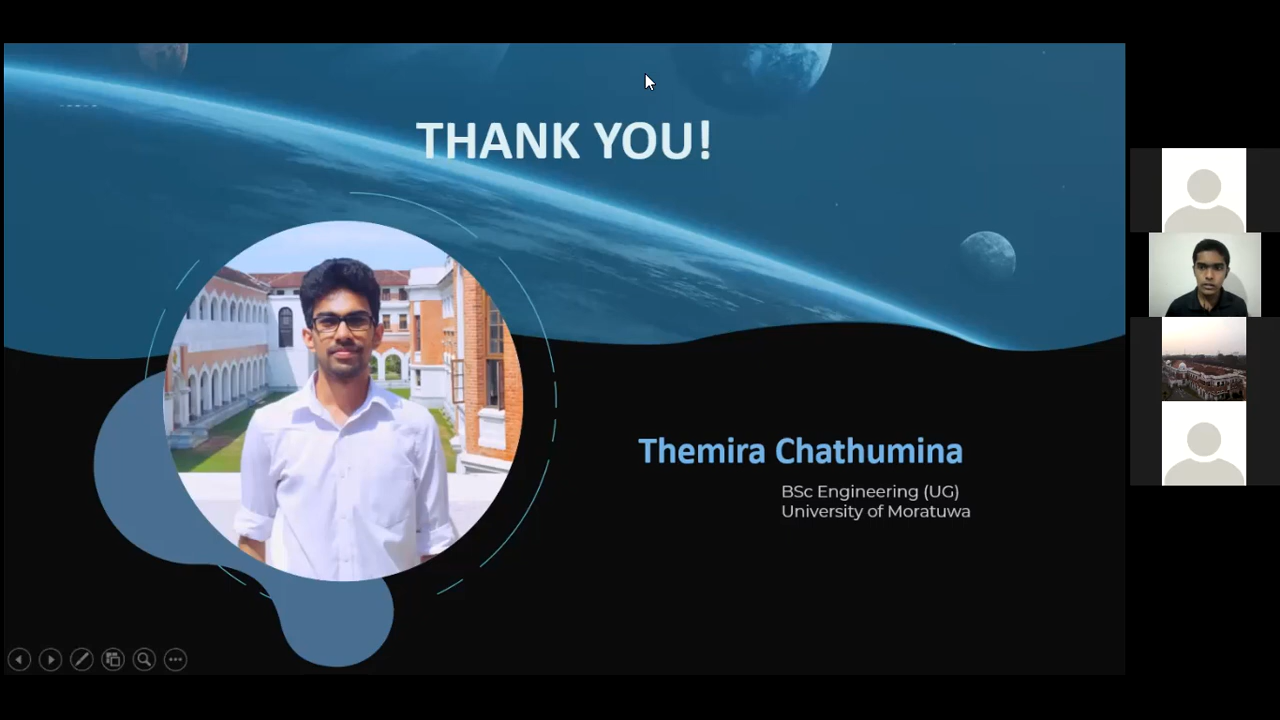 THANK YOU!
Themira Chathumina
BSc Engineering (UG)
University of Moratuwa